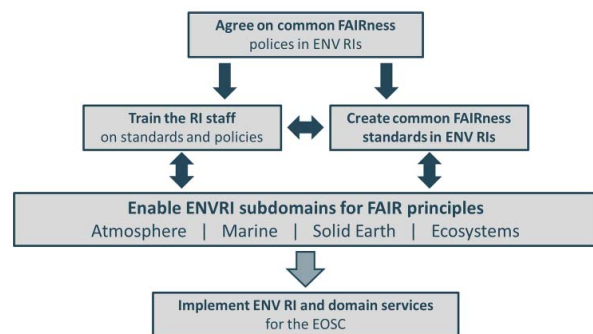 Agree on common FAIRness
polices in ENV RIs
Train the RI staff
on standards and policies
Create common FAIRness
standards in ENV RIs
Enable ENVRI subdomains for FAIR principles
Atmosphere | Marine | Solid Earth | Ecosystems
Implement ENV RI and domain services
for the EOSC